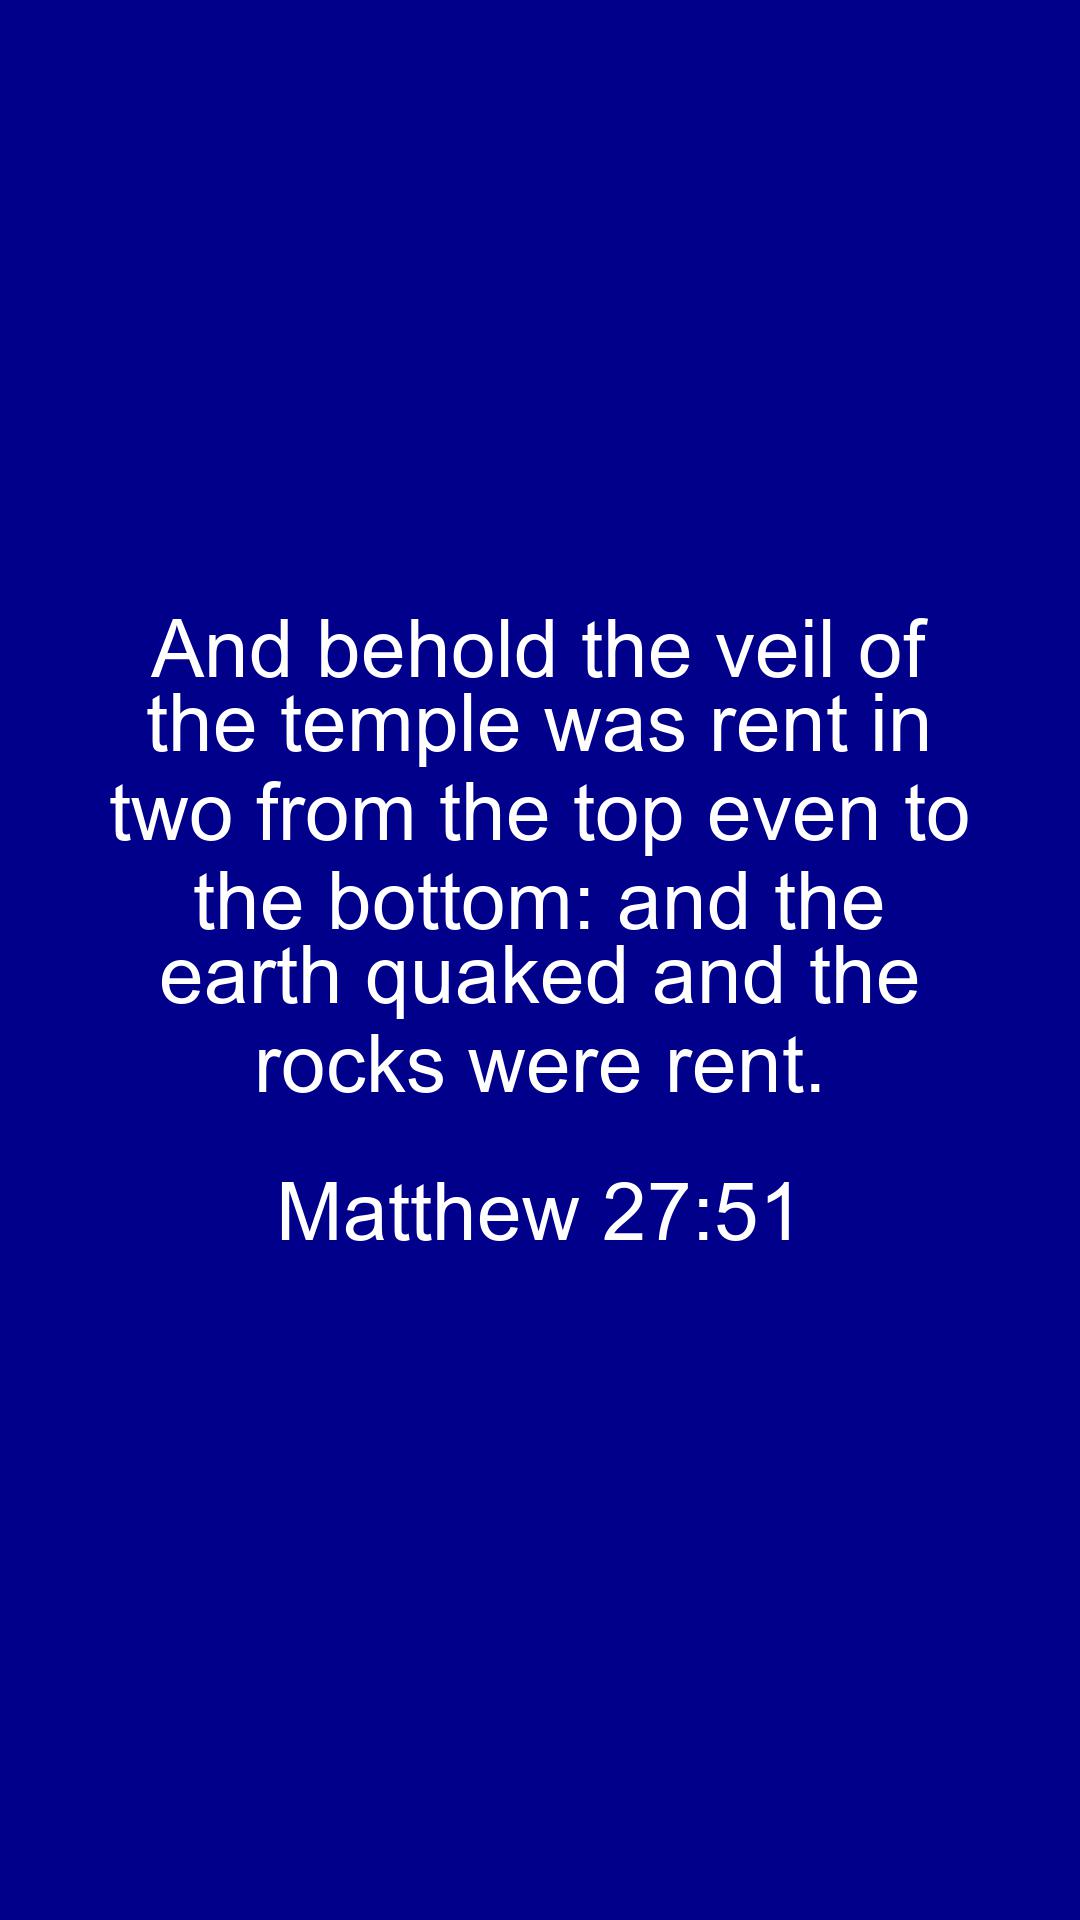 And behold the veil of
the temple was rent in
two from the top even to
the bottom: and the
earth quaked and the
rocks were rent.
Matthew 27:51